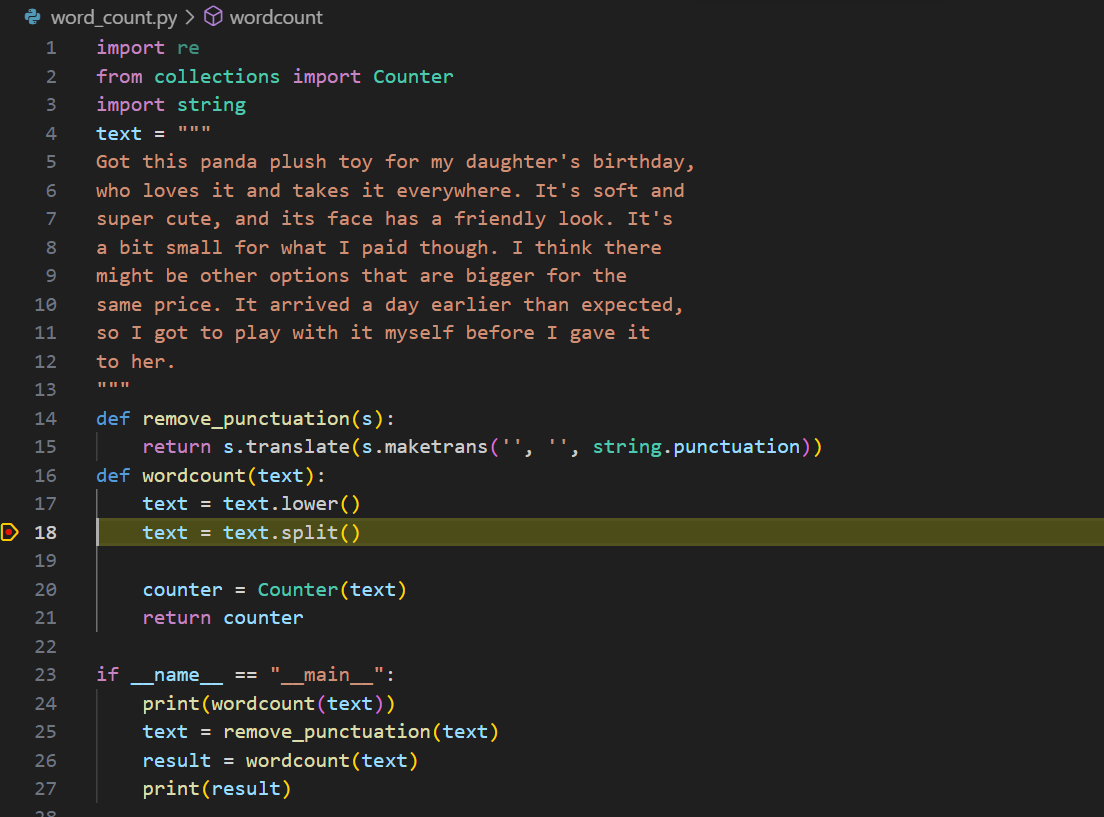 word_count.py > wordcount
1 import re
2 from collections import Counter
3 import string
4 text = """
5 Got this panda plush toy for my daughter's birthday,
6 who loves it and takes it everywhere. It's soft and
7 super cute, and its face has a friendly look. It's
8 a bit small for what I paid though. I think there
9 might be other options that are bigger for the
10 same price. It arrived a day earlier than expected,
11 so I got to play with it myself before I gave it
12 to her.
13 """
14 def remove_punctuation(s):
15     return s.translate(s.maketrans('', '', string.punctuation))
16 def wordcount(text):
17     text = text.lower()
18     text = text.split()
19
20     counter = Counter(text)
21     return counter
22
23 if __name__ == "__main__":
24     print(wordcount(text))
25     text = remove_punctuation(text)
26     result = wordcount(text)
27     print(result)
28